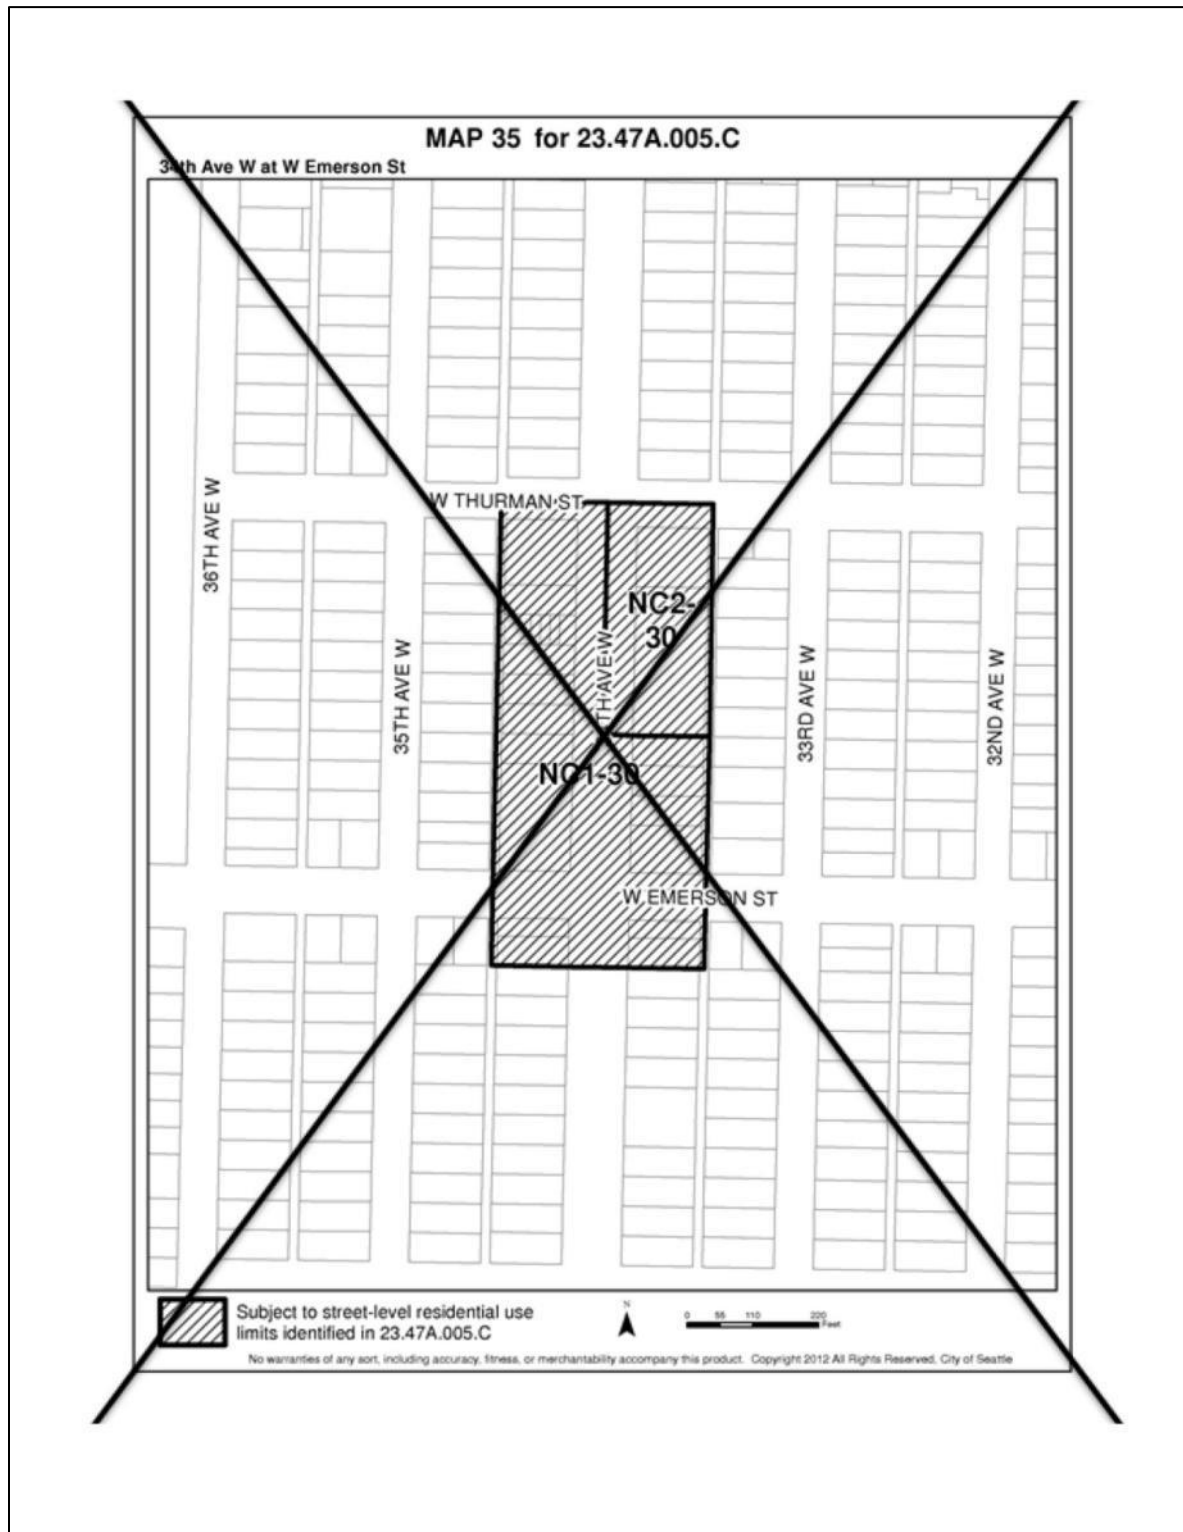 MAP 35 for 23.47A.005.C
34th Ave W at W Emerson St
W THURMAN ST
36TH AVE W
NC2-
30
TH AVE W
35TH AVE W
33RD AVE W
32ND AVE W
NC1-30
W EMERSON ST
Subject to street-level residential use
limits identified in 23.47A.005.C
N
0 55 110 220
Feet
No warranties of any sort, including accuracy, fitness, or merchantability accompany this product. Copyright 2012 All Rights Reserved, City of Seattle